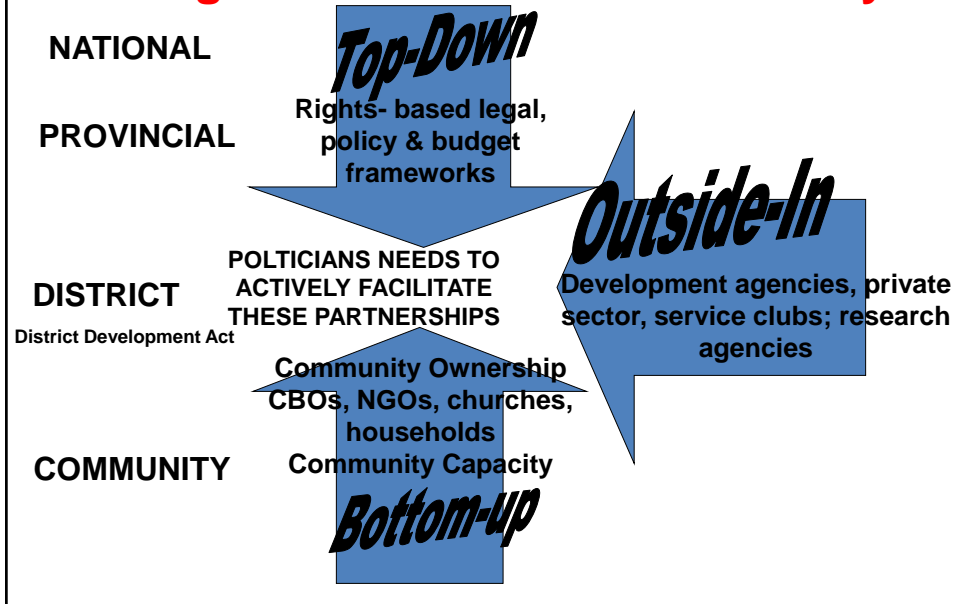 NATIONAL
Top-Down
PROVINCIAL
Rights- based legal,
policy & budget
frameworks
Outside-In
POLTICIANS NEEDS TO
ACTIVELY FACILITATE
THESE PARTNERSHIPS
DISTRICT
District Development Act
Development agencies, private
sector, service clubs; research
agencies
Community Ownership
CBOs, NGOs, churches,
households
Community Capacity
COMMUNITY
Bottom-up